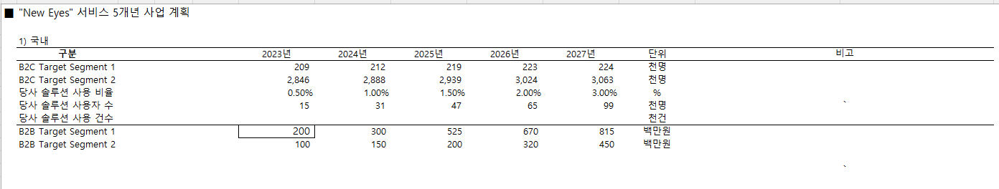 ■ "New Eyes" 서비스 5개년 사업 계획
1) 국내
구분 2023년 2024년 2025년 2026년 2027년 단위 비고
B2C Target Segment 1 209 212 219 223 224 천명
B2C Target Segment 2 2,846 2,888 2,939 3,024 3,063 천명
당사 솔루션 사용 비율 0.50% 1.00% 1.50% 2.00% 3.00% %
당사 솔루션 사용자 수 15 31 47 65 99 천명 `
당사 솔루션 사용 건수 천건
B2B Target Segment 1 200 300 525 670 815 백만원
B2B Target Segment 2 100 150 200 320 450 백만원
`